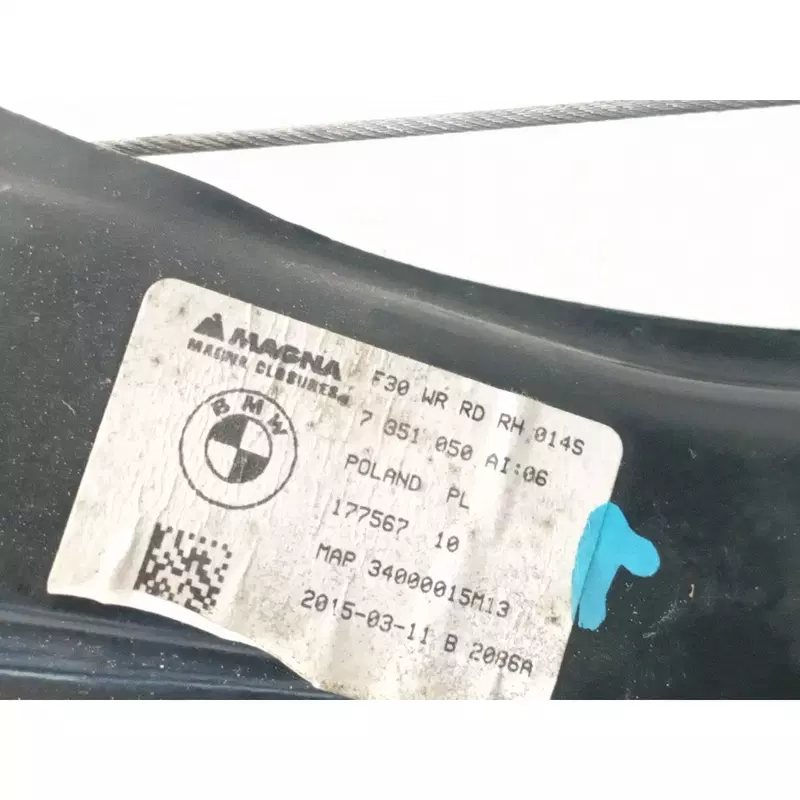 MAGNA
MAGNA CLOSURES
BMW
F30 WR RD RH 014S
7 351 050 AI:06
POLAND PL
177567 10
MAP 34000015M13
2015-03-11 B 2086A